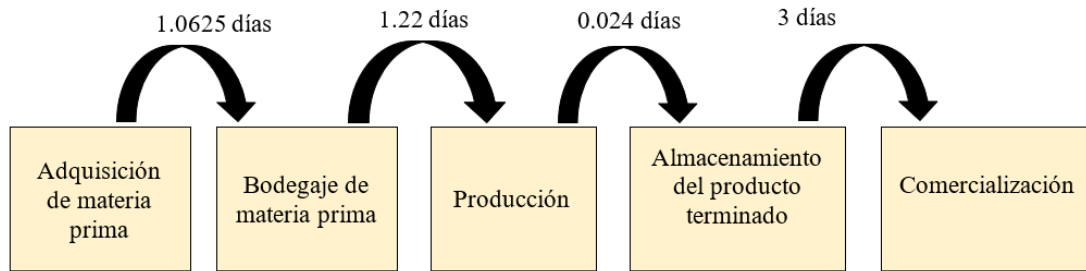 1.0625 días
1.22 días
0.024 días
3 días
Adquisición
de materia
prima
Bodegaje de
materia prima
Producción
Almacenamiento
del producto
terminado
Comercialización